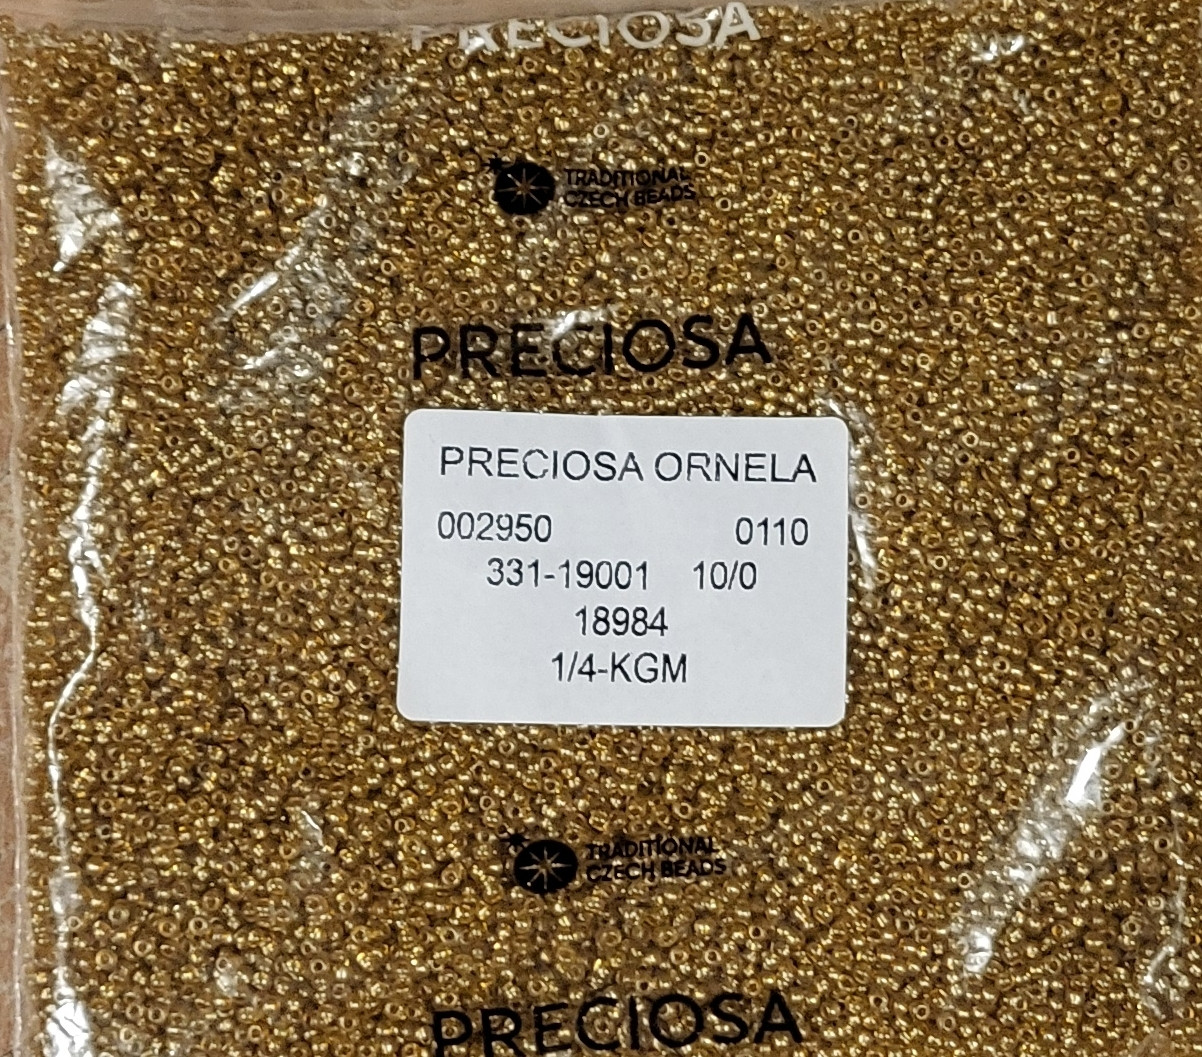 PRECIOSA
TRADITIONAL
CZECH BEADS
PRECIOSA
PRECIOSA ORNELA
002950 0110
331-19001 10/0
18984
1/4-KGM
TRADITIONAL
CZECH BEADS
PRECIOSA